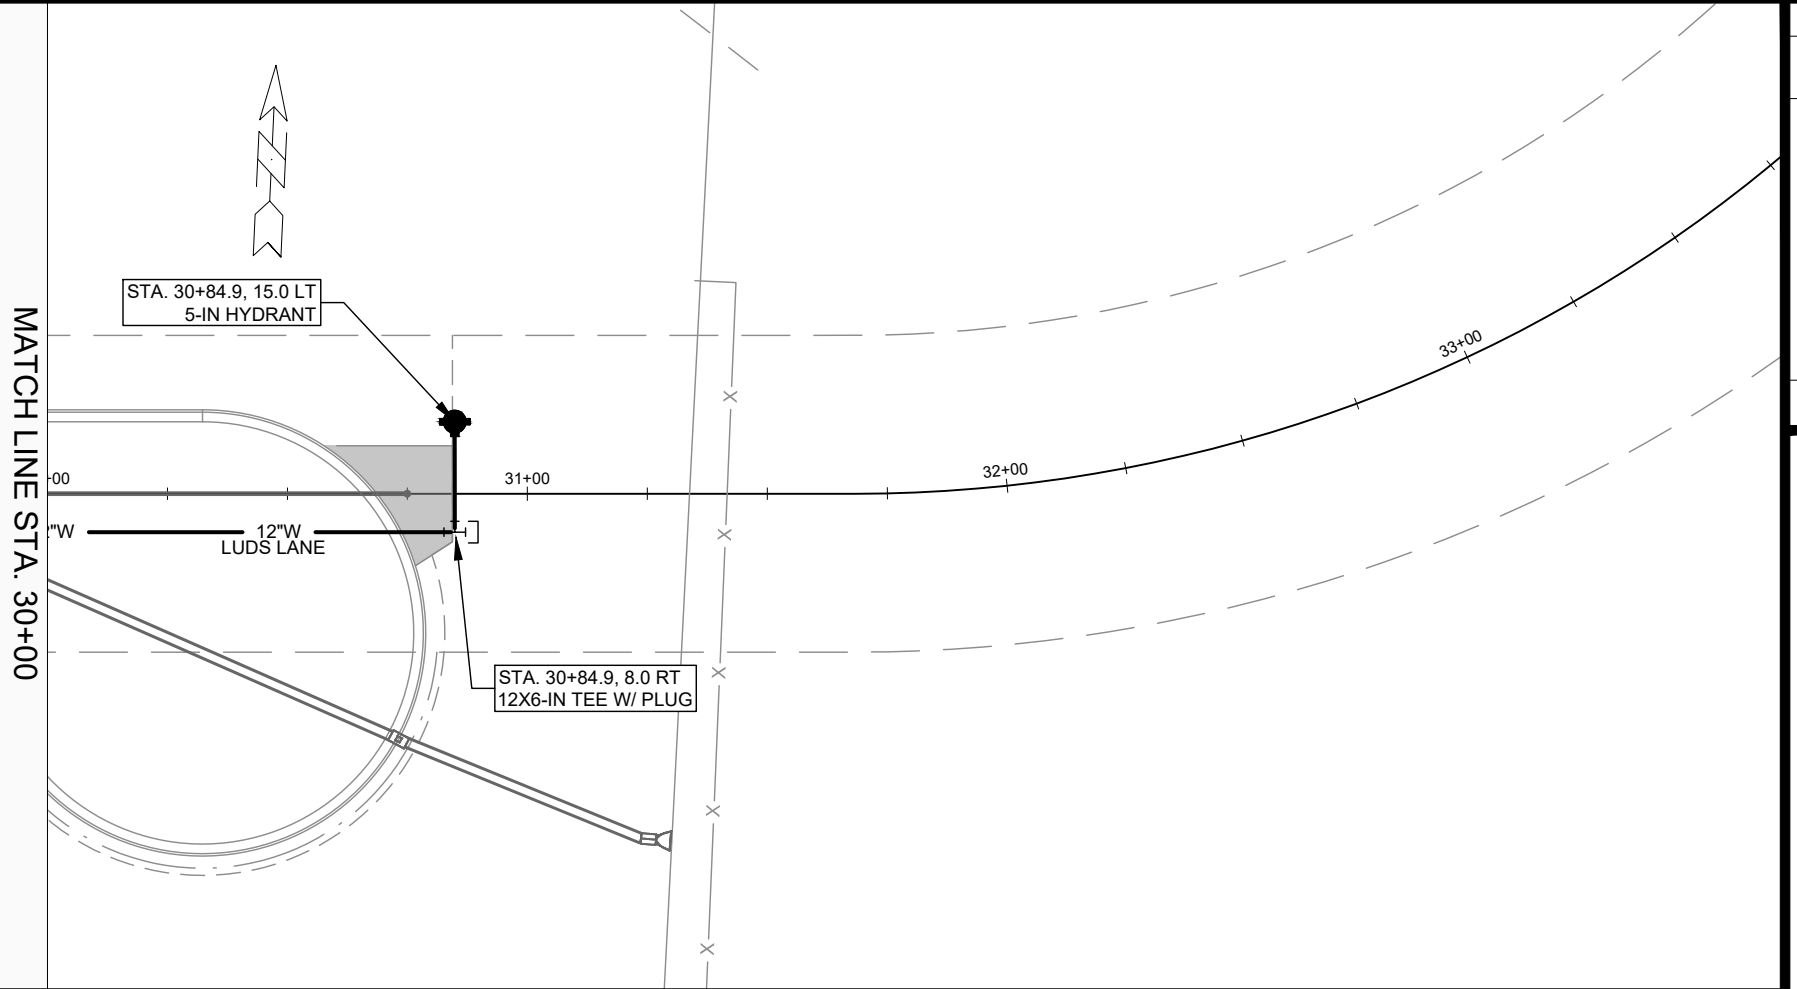 MATCH LINE STA. 30+00
N
STA. 30+84.9, 15.0 LT
5-IN HYDRANT
+00
31+00
32+00
33+00
"W
12"W
LUDS LANE
STA. 30+84.9, 8.0 RT
12X6-IN TEE W/ PLUG
X
X
X
X
X